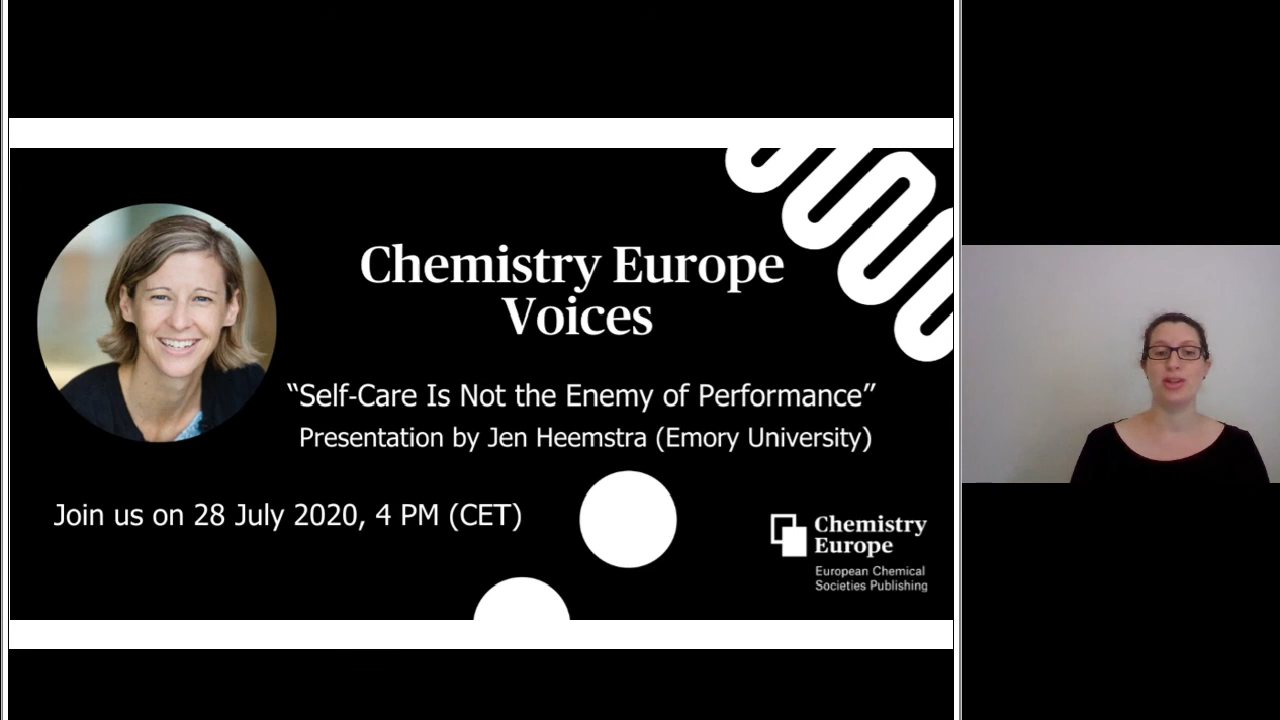 Chemistry Europe
Voices
“Self-Care Is Not the Enemy of Performance”
Presentation by Jen Heemstra (Emory University)
Join us on 28 July 2020, 4 PM (CET)
Chemistry
Europe
European Chemical
Societies Publishing